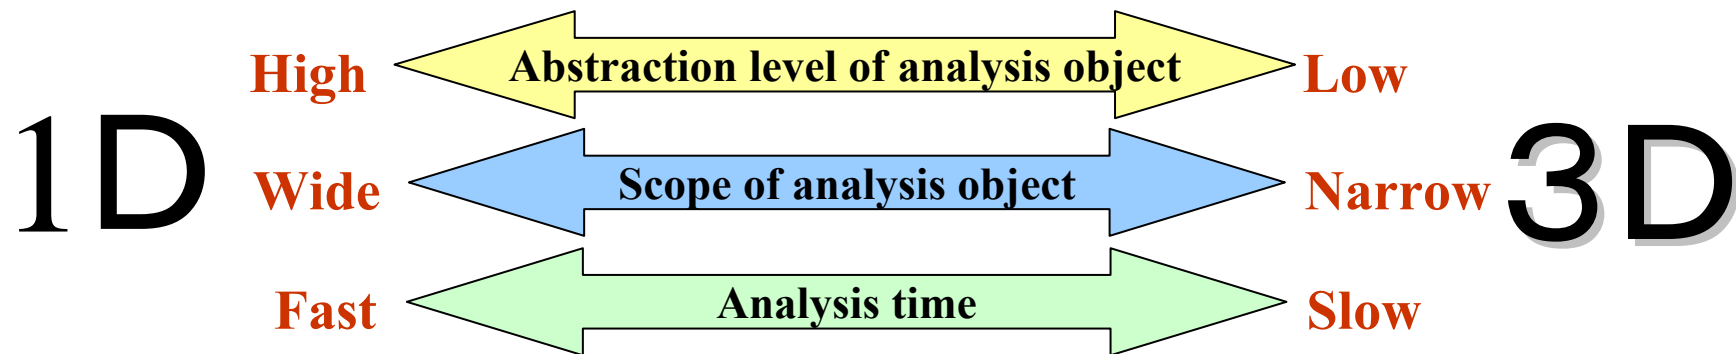 High Abstraction level of analysis object Low
1D Wide Scope of analysis object Narrow 3D
Fast Analysis time Slow